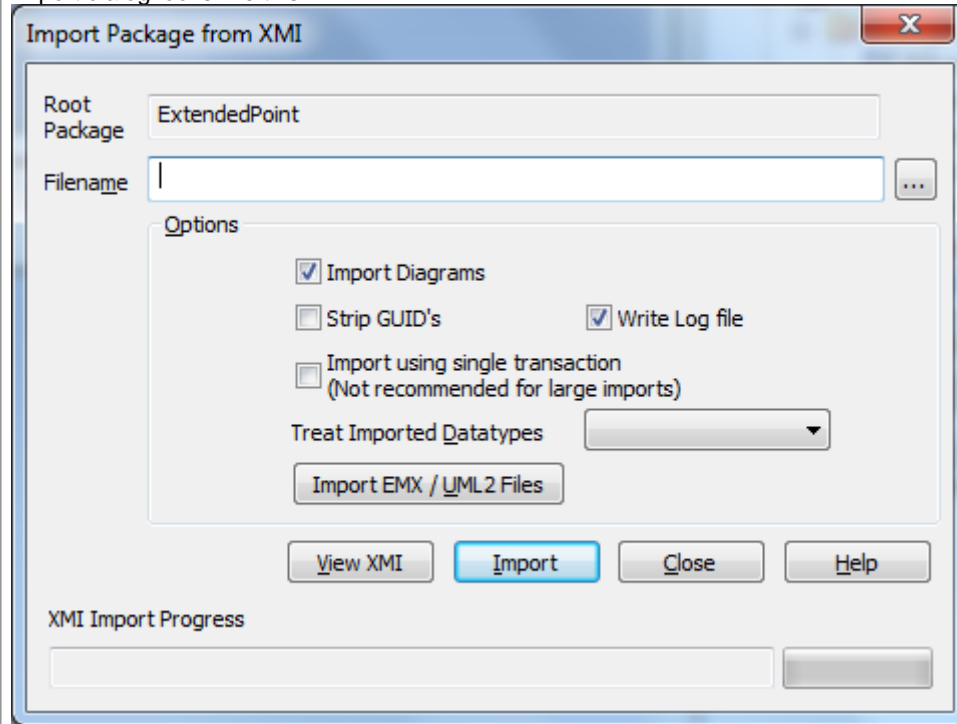 Import Package from XMI
Root
Package
ExtendedPoint
Filename
...
Options
Import Diagrams
Strip GUID's
Write Log file
Import using single transaction
(Not recommended for large imports)
Treat Imported Datatypes
Import EMX / UML2 Files
View XMI
Import
Close
Help
XMI Import Progress